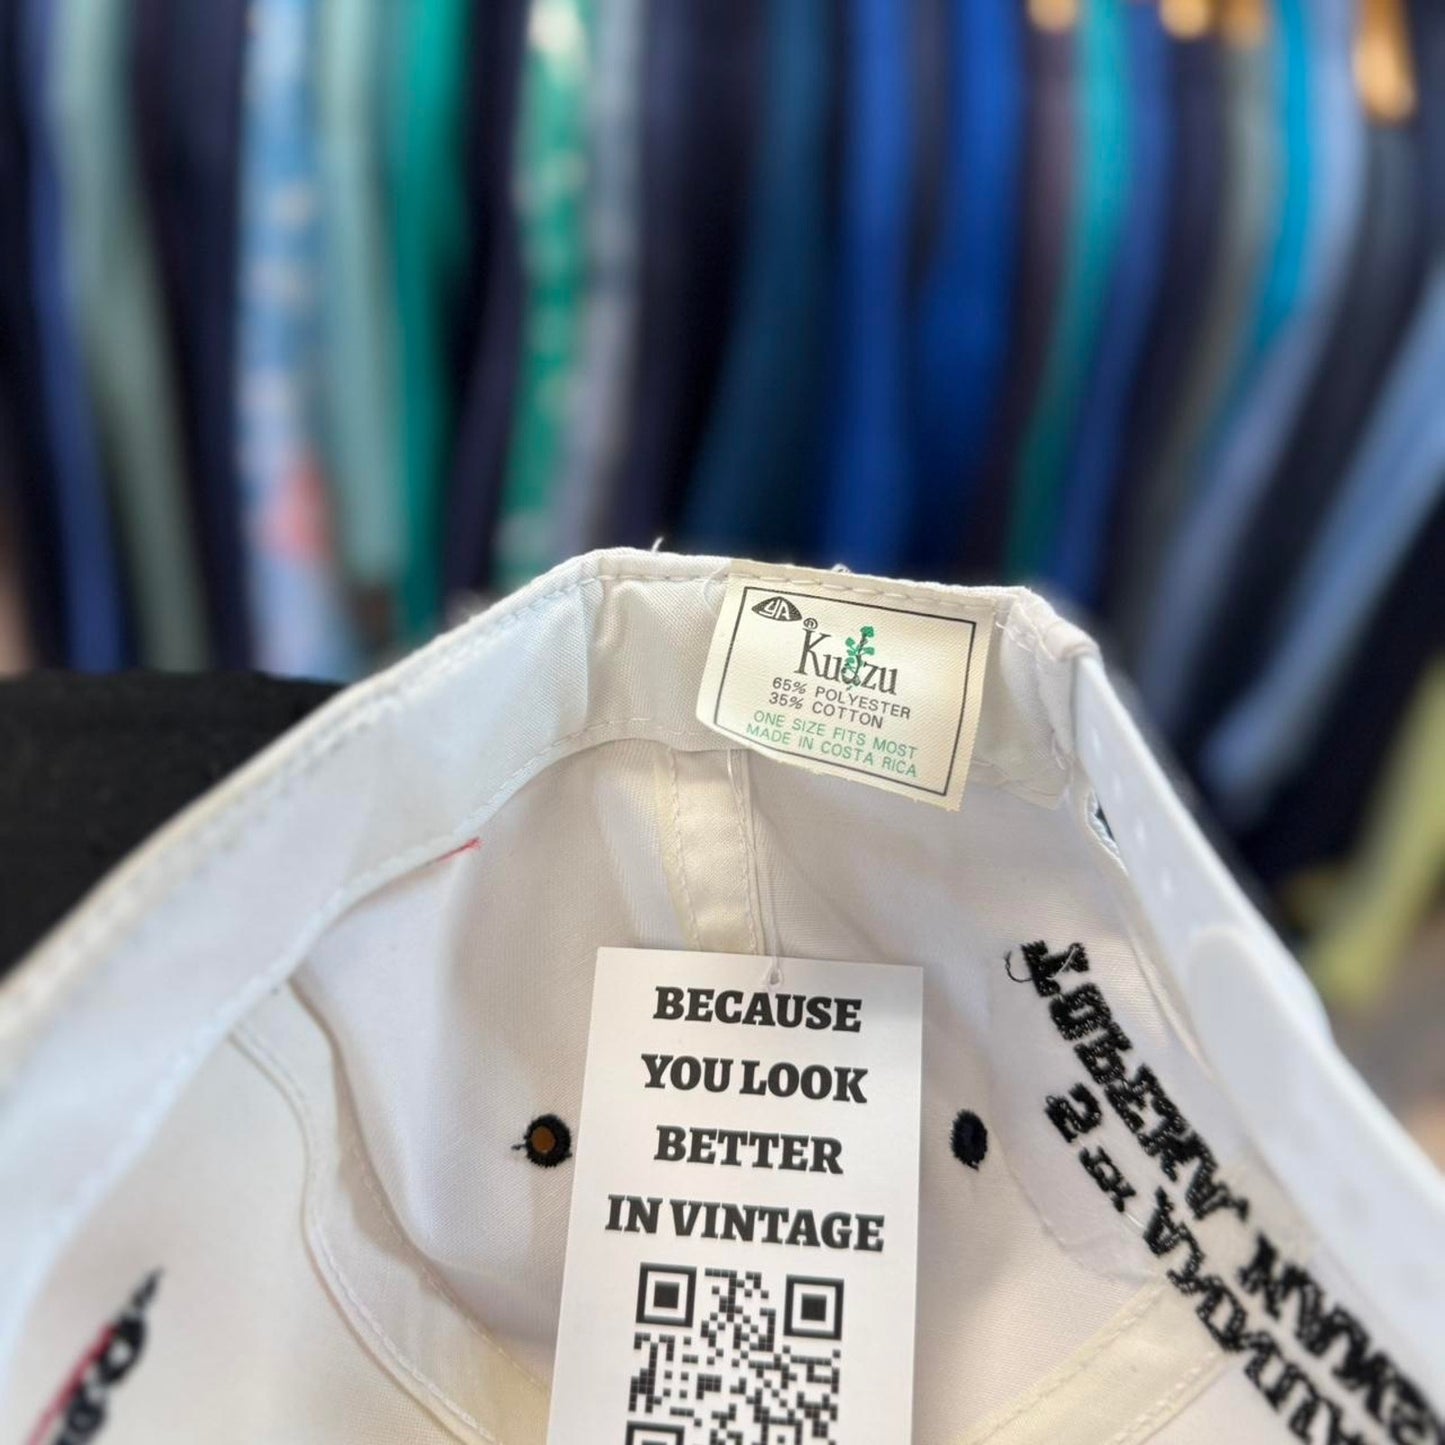 YA ®
Kudzu
65% POLYESTER
35% COTTON
ONE SIZE FITS MOST
MADE IN COSTA RICA
BECAUSE
YOU LOOK
BETTER
IN VINTAGE